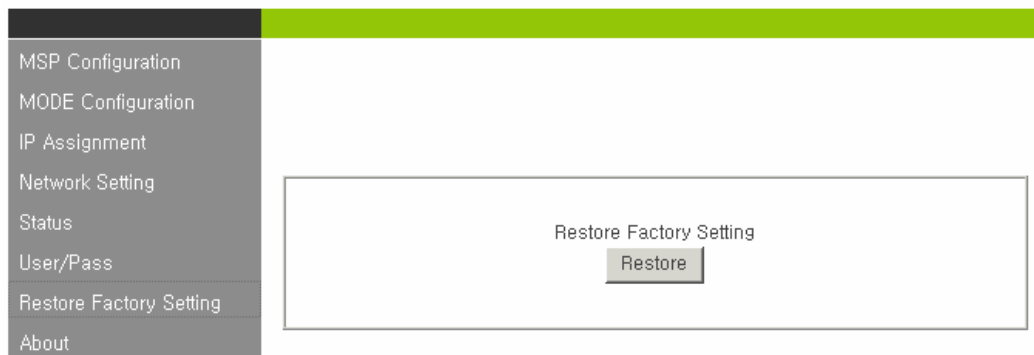 MSP Configuration
MODE Configuration
IP Assignment
Network Setting
Status
User/Pass
Restore Factory Setting
About
Restore Factory Setting
Restore